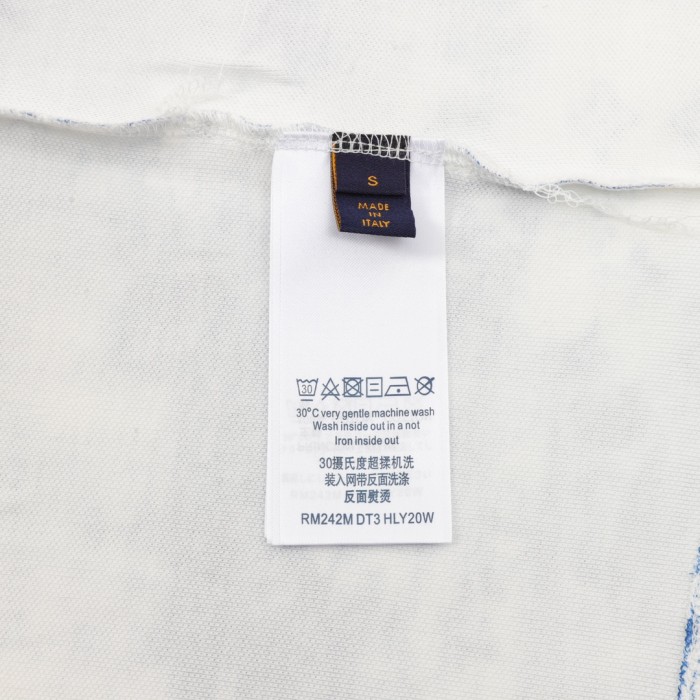 S
MADE
IN
ITALY
30
30°C very gentle machine wash
Wash inside out in a not
Iron inside out
30摄氏度超揉机洗
装入网带反面洗涤
反面熨烫
RM242M DT3 HLY20W